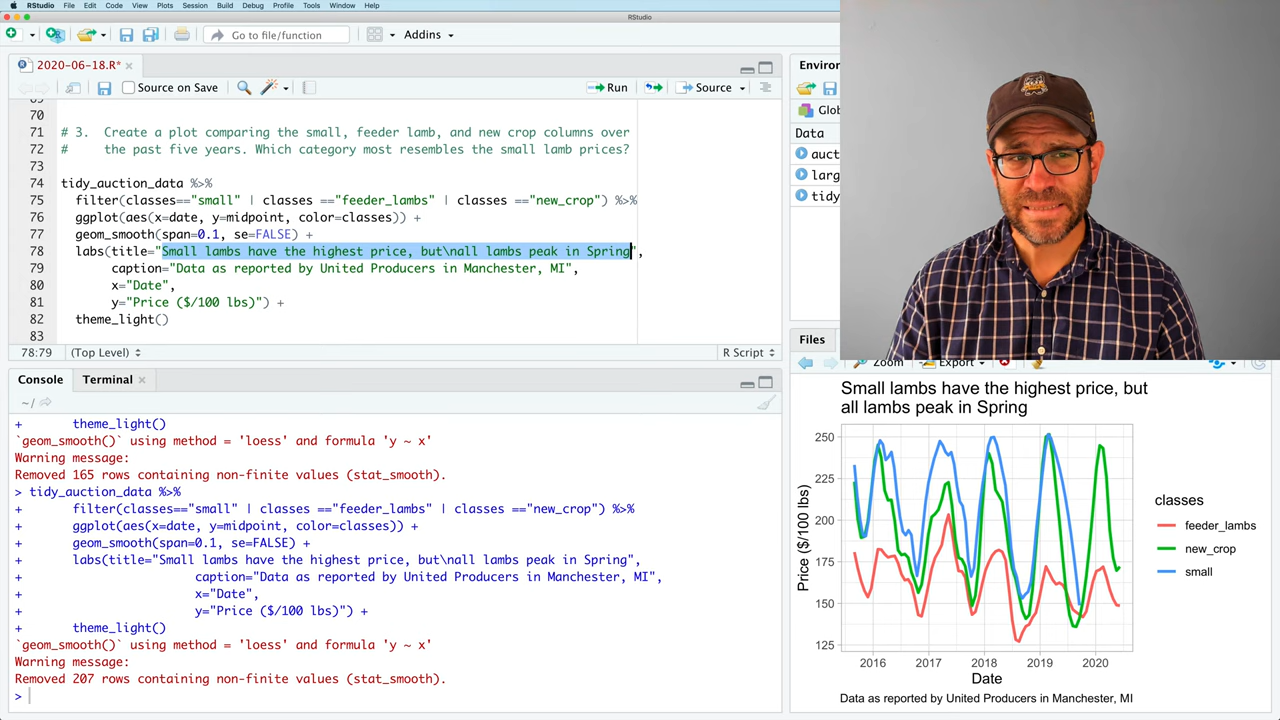 RStudio File Edit Code View Plots Session Build Debug Profile Tools Window Help
RStudio
Go to file/function
Addins
2020-06-18.R*
Source on Save
Run
Source
69
70
71 # 3. Create a plot comparing the small, feeder lamb, and new crop columns over
72 # the past five years. Which category most resembles the small lamb prices?
73
74 tidy_auction_data %>%
75 filter(classes=="small" | classes =="feeder_lambs" | classes =="new_crop") %>%
76 ggplot(aes(x=date, y=midpoint, color=classes)) +
77 geom_smooth(span=0.1, se=FALSE) +
78 labs(title="Small lambs have the highest price, but\nall lambs peak in Spring",
79 caption="Data as reported by United Producers in Manchester, MI",
80 x="Date",
81 y="Price ($/100 lbs)") +
82 theme_light()
83
78:79 (Top Level) R Script
Console Terminal
~/
+ theme_light()
`geom_smooth()` using method = 'loess' and formula 'y ~ x'
Warning message:
Removed 165 rows containing non-finite values (stat_smooth).
> tidy_auction_data %>%
+ filter(classes=="small" | classes =="feeder_lambs" | classes =="new_crop") %>%
+ ggplot(aes(x=date, y=midpoint, color=classes)) +
+ geom_smooth(span=0.1, se=FALSE) +
+ labs(title="Small lambs have the highest price, but\nall lambs peak in Spring",
+ caption="Data as reported by United Producers in Manchester, MI",
+ x="Date",
+ y="Price ($/100 lbs)") +
+ theme_light()
`geom_smooth()` using method = 'loess' and formula 'y ~ x'
Warning message:
Removed 207 rows containing non-finite values (stat_smooth).
>
Enviro
Glob
Data
auct
larg
tidy
Files
Zoom Export
Small lambs have the highest price, but
all lambs peak in Spring
250
225
200
175
150
125
Price ($/100 lbs)
2016 2017 2018 2019 2020
Date
classes
feeder_lambs
new_crop
small
Data as reported by United Producers in Manchester, MI